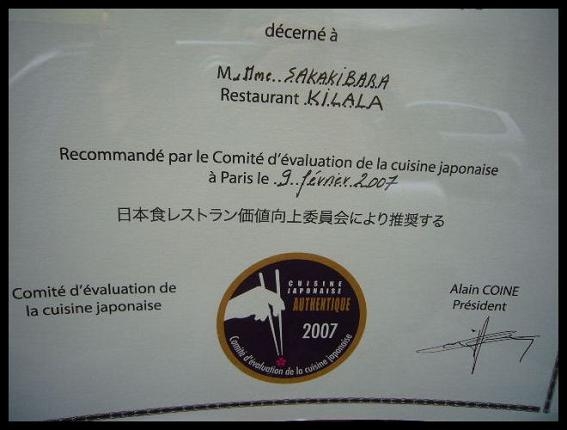 décerné à
M. Mme. SAKAKIBARA
Restaurant KILALA
Recommandé par le Comité d'évaluation de la cuisine japonaise
à Paris le 9 février 2007
日本食レストラン価値向上委員会により推奨する
Comité d'évaluation de
la cuisine japonaise
CUISINE
JAPONAISE
AUTHENTIQUE
2007
Comité d'évaluation de la cuisine japonaise
Alain COINE
Président